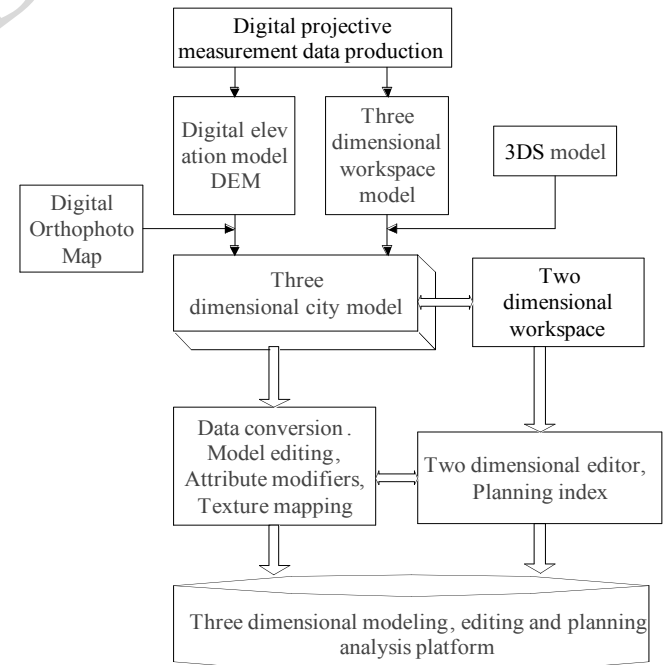 Digital projective
measurement data production
Digital elev
ation model
DEM
Three
dimensional
workspace
model
3DS model
Digital
Orthophoto
Map
Three
dimensional city model
Two
dimensional
workspace
Data conversion .
Model editing,
Attribute modifiers,
Texture mapping
Two dimensional editor,
Planning index
Three dimensional modeling, editing and planning
analysis platform